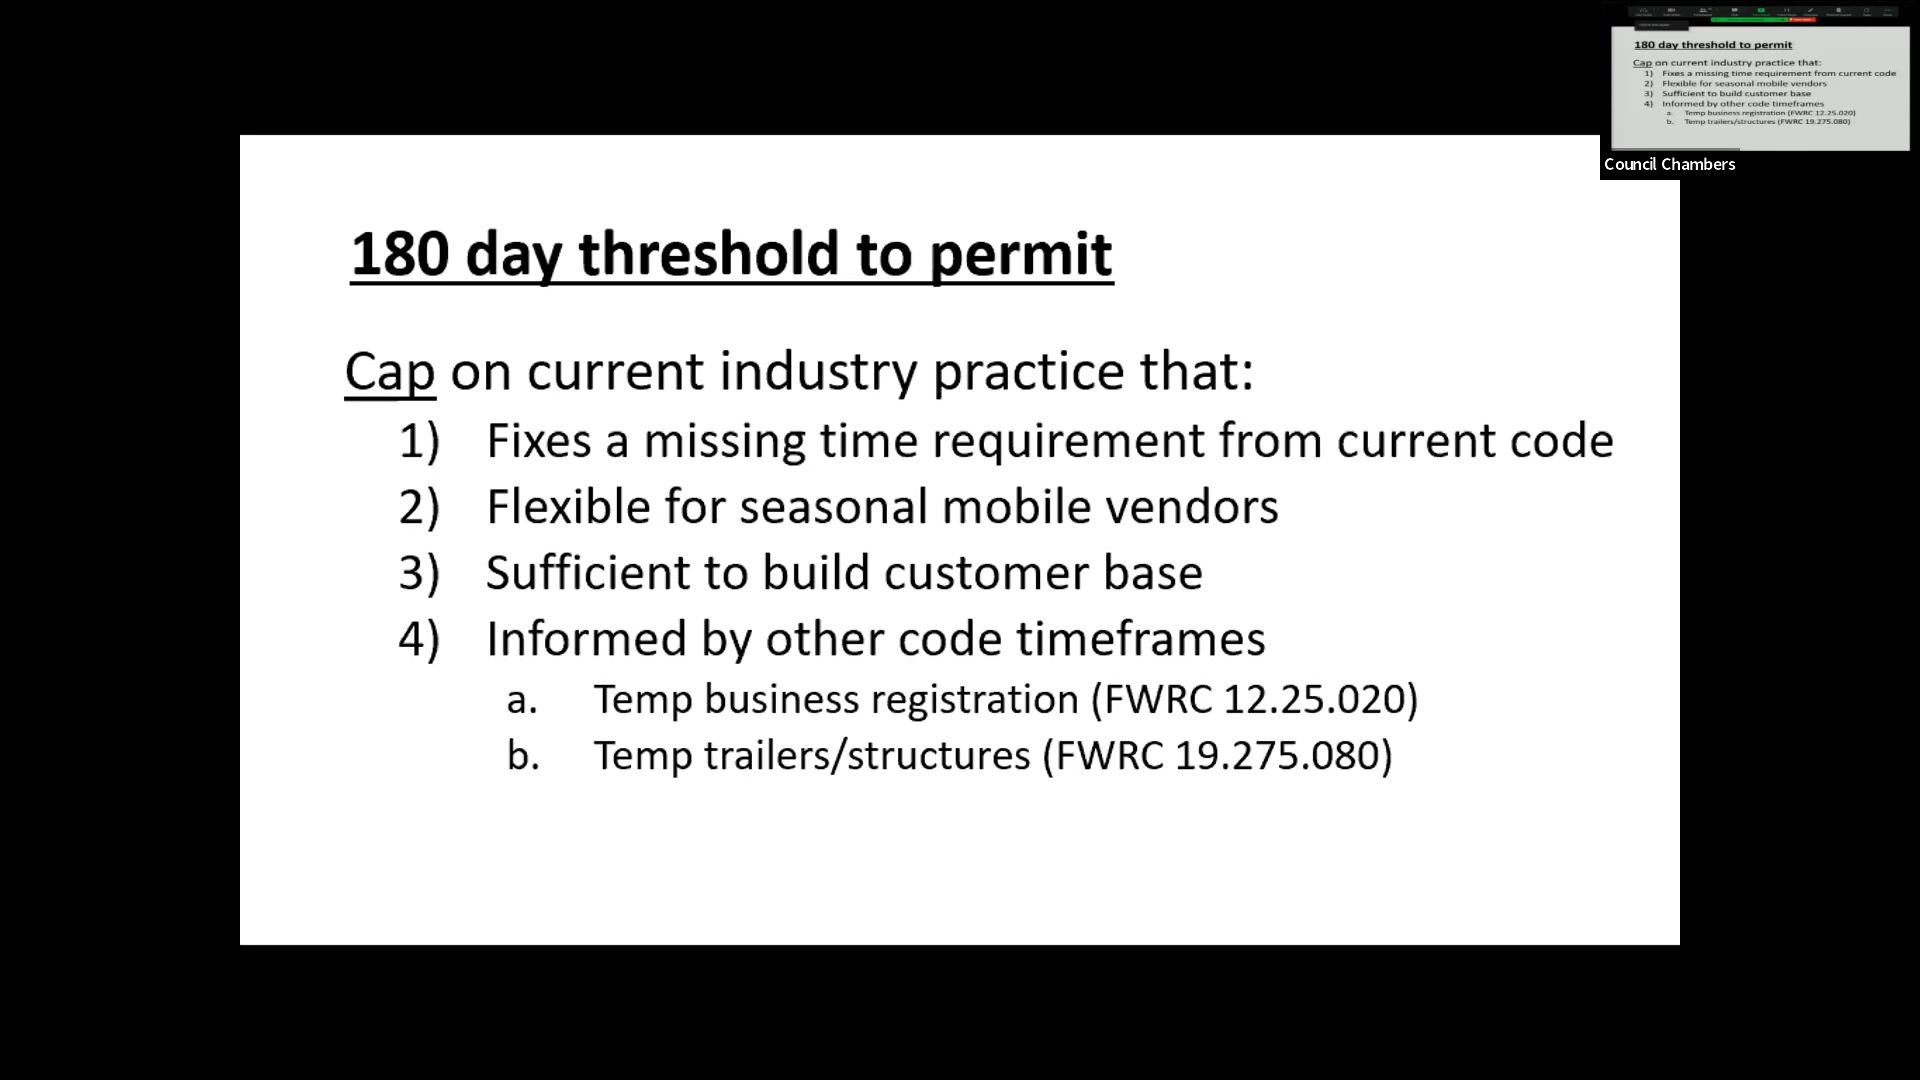 180 day threshold to permit
Cap on current industry practice that:
1) Fixes a missing time requirement from current code
2) Flexible for seasonal mobile vendors
3) Sufficient to build customer base
4) Informed by other code timeframes
a. Temp business registration (FWRC 12.25.020)
b. Temp trailers/structures (FWRC 19.275.080)
180 day threshold to permit
Cap on current industry practice that:
1) Fixes a missing time requirement from current code
2) Flexible for seasonal mobile vendors
3) Sufficient to build customer base
4) Informed by other code timeframes
a. Temp business registration (FWRC 12.25.020)
b. Temp trailers/structures (FWRC 19.275.080)
Council Chambers